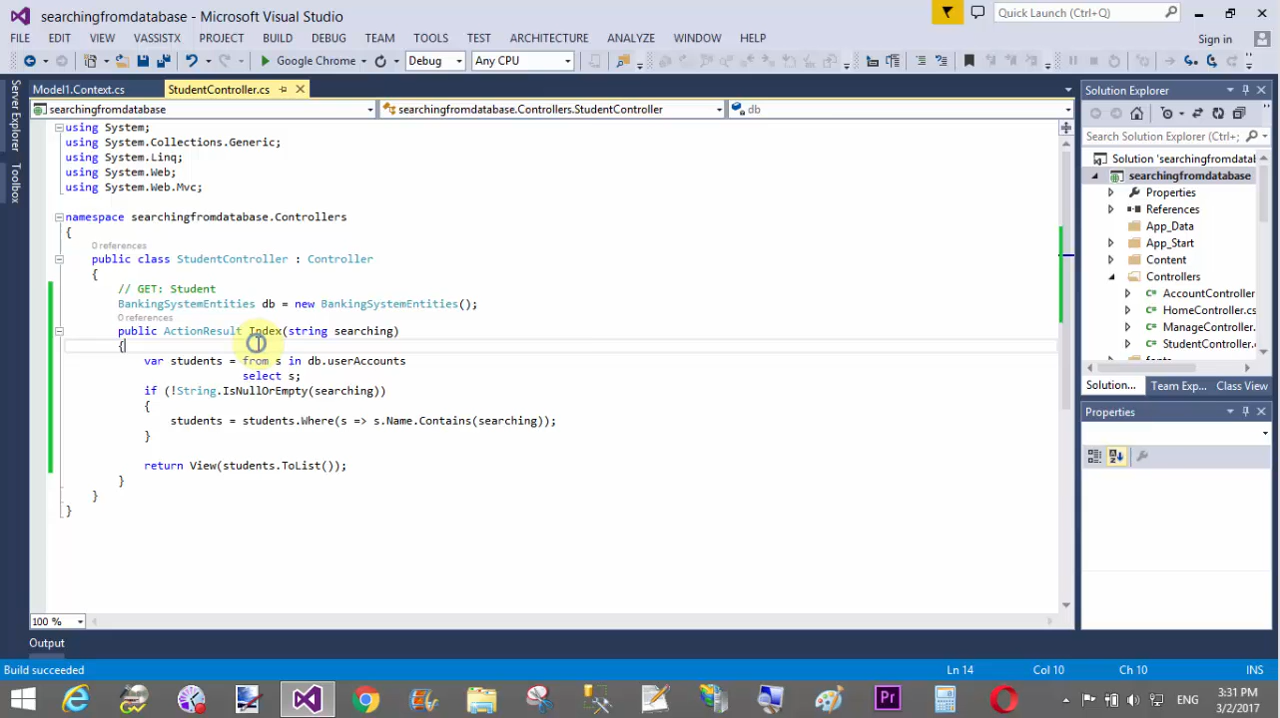 searchingfromdatabase - Microsoft Visual Studio
Quick Launch (Ctrl+Q)
FILE EDIT VIEW VASSISTX PROJECT BUILD DEBUG TEAM TOOLS TEST ARCHITECTURE ANALYZE WINDOW HELP
Sign in
Google Chrome Debug Any CPU
Server Explorer
Toolbox
Model1.Context.cs StudentController.cs
searchingfromdatabase searchingfromdatabase.Controllers.StudentController db
using System;
using System.Collections.Generic;
using System.Linq;
using System.Web;
using System.Web.Mvc;
namespace searchingfromdatabase.Controllers
{
0 references
public class StudentController : Controller
{
// GET: Student
BankingSystemEntities db = new BankingSystemEntities();
0 references
public ActionResult Index(string searching)
{
var students = from s in db.userAccounts
select s;
if (!String.IsNullOrEmpty(searching))
{
students = students.Where(s => s.Name.Contains(searching));
}
return View(students.ToList());
}
}
}
100 %
Output
Build succeeded
Ln 14 Col 10 Ch 10 INS
Solution Explorer
Search Solution Explorer (Ctrl+;
Solution 'searchingfromdatal
searchingfromdatabase
Properties
References
App_Data
App_Start
Content
Controllers
AccountController
HomeController.cs
ManageController
StudentController.
fonts
Solution... Team Exp... Class View
Properties
Pr
ENG
3:31 PM
3/2/2017